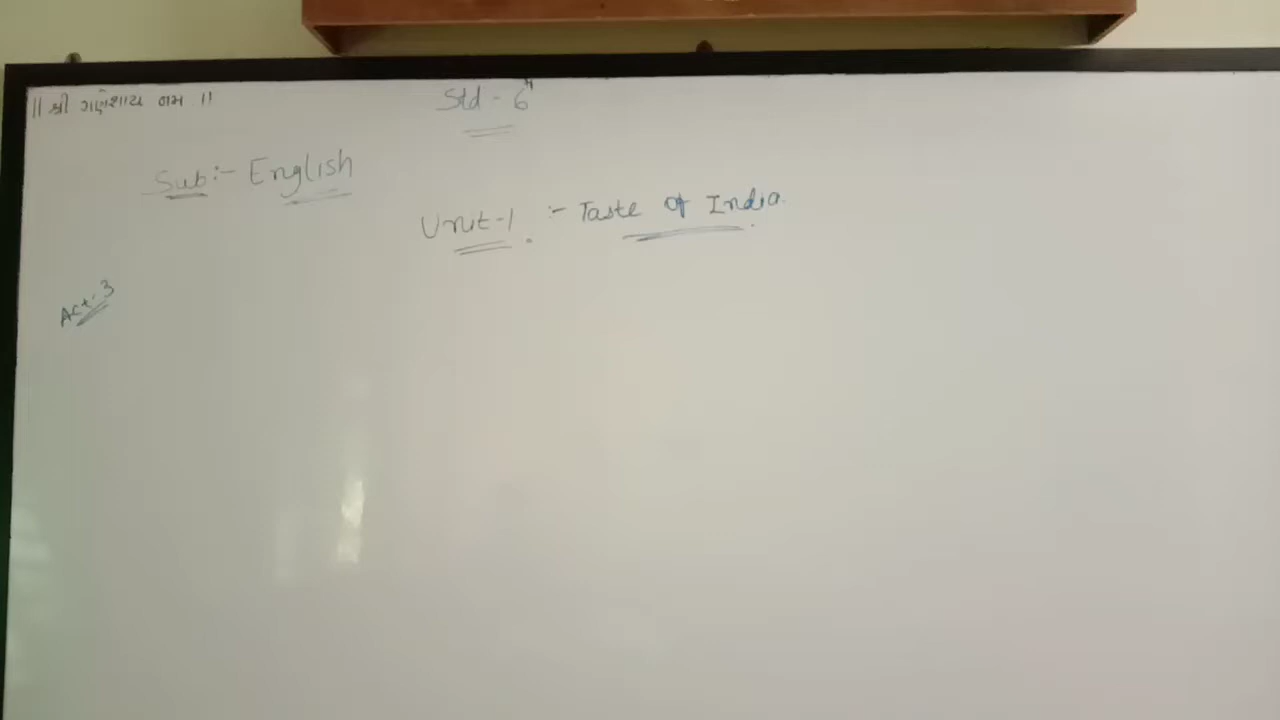 || શ્રી ગણેશાય નમ ||
Std - 6th
Sub :- English
Unit-1 :- Taste of India.
Act. 3